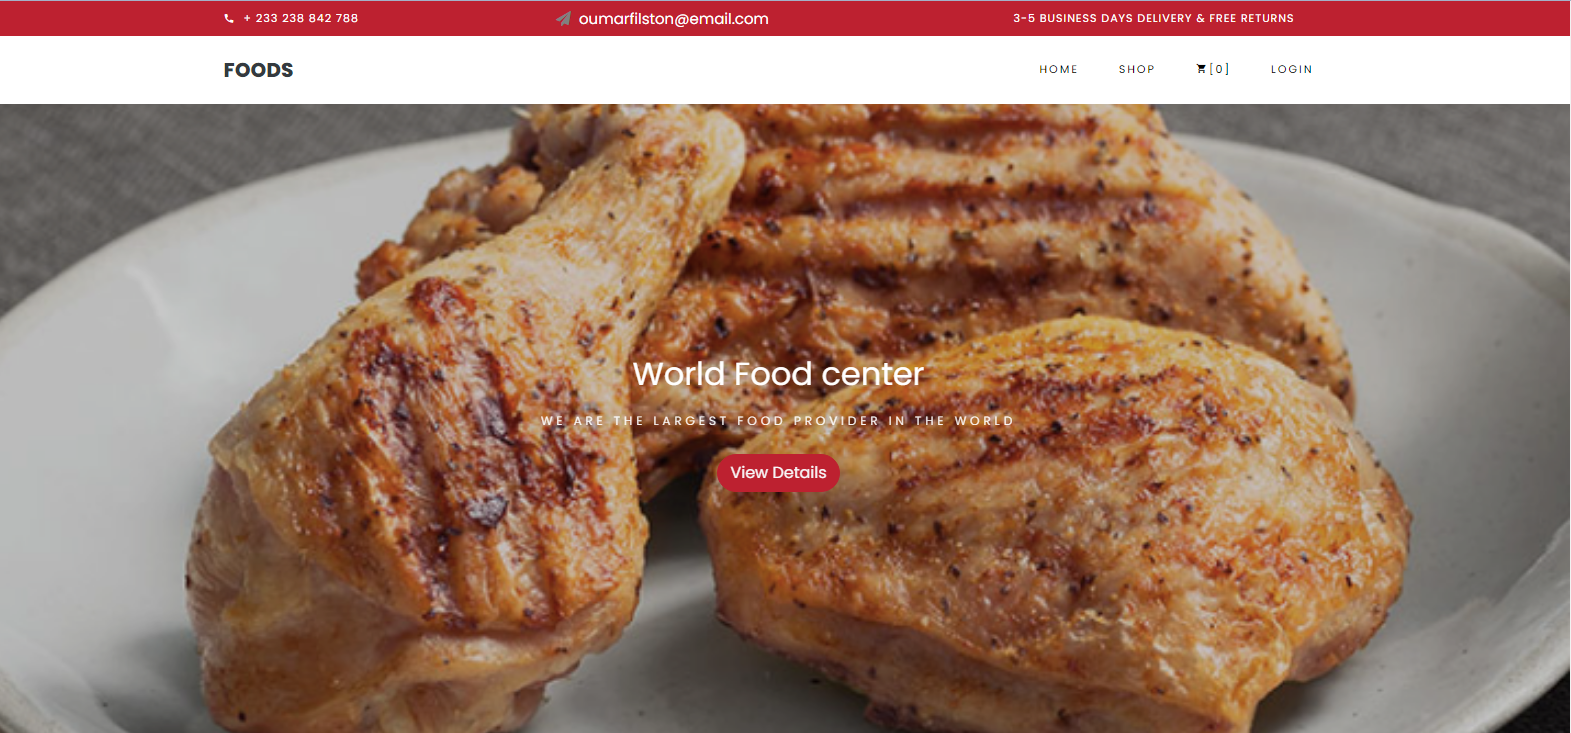 + 233 238 842 788
oumarfilston@email.com
3-5 BUSINESS DAYS DELIVERY & FREE RETURNS
FOODS
HOME
SHOP
[0]
LOGIN
World Food center
WE ARE THE LARGEST FOOD PROVIDER IN THE WORLD
View Details